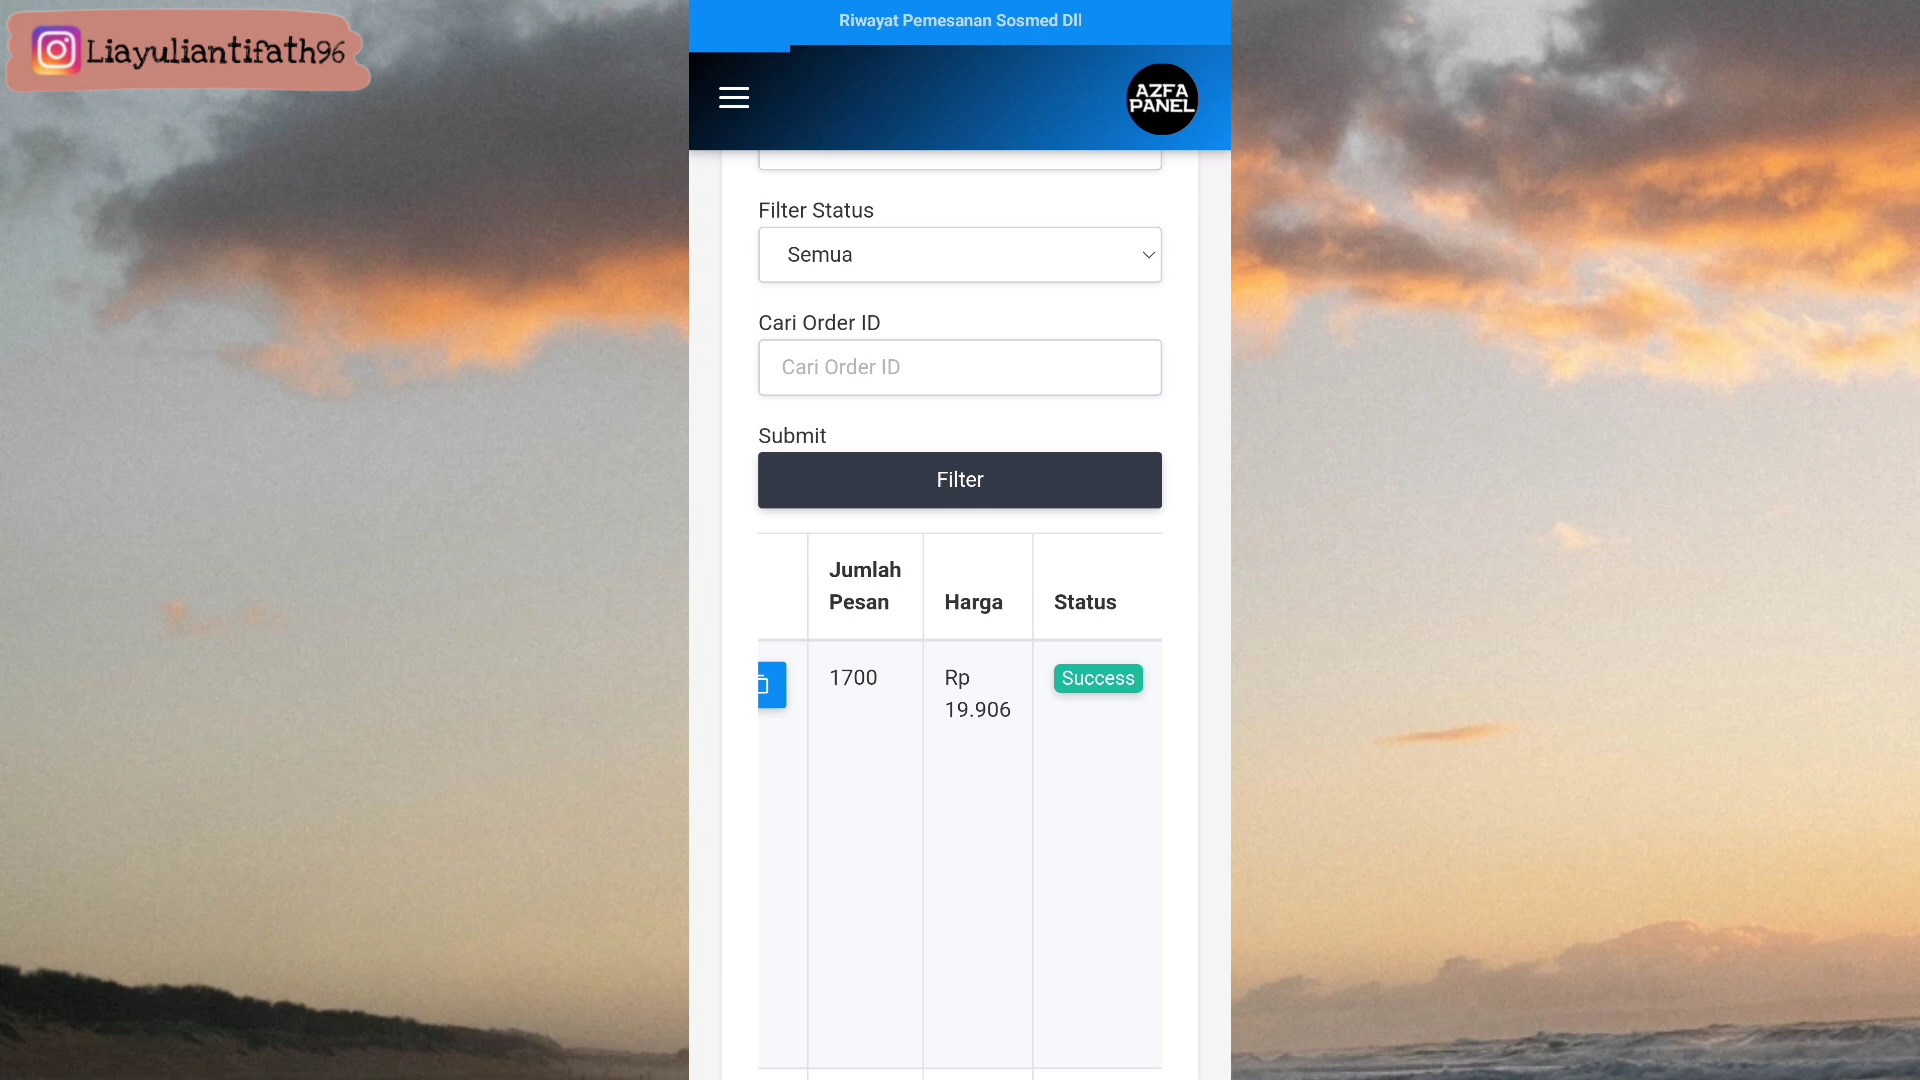 Liayuliantifath96
Riwayat Pemesanan Sosmed Dll
AZFA
PANEL
Filter Status
Semua
Cari Order ID
Cari Order ID
Submit
Filter
Jumlah
Pesan
Harga
Status
1700
Rp
19.906
Success